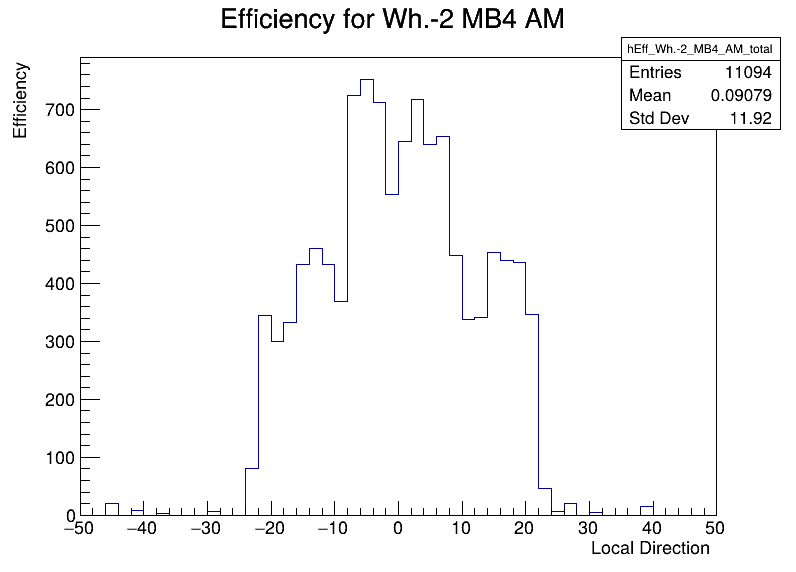 Efficiency for Wh.-2 MB4 AM
hEff_Wh.-2_MB4_AM_total
Entries 11094
Mean 0.09079
Std Dev 11.92
Efficiency
700
600
500
400
300
200
100
0
−50 −40 −30 −20 −10 0 10 20 30 40 50
Local Direction